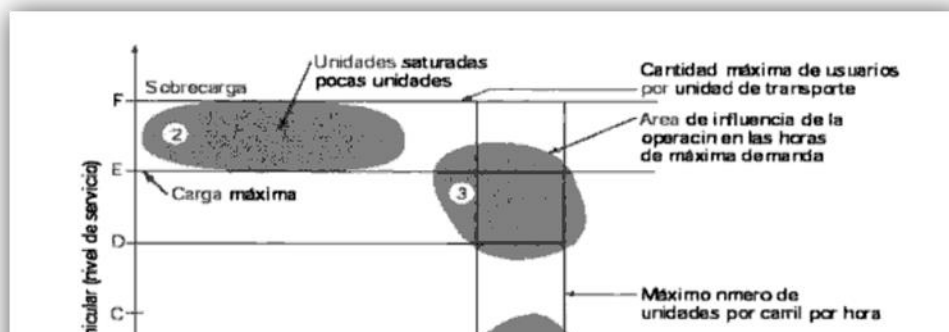 Unidades saturadas
pocas unidades
Sobrecarga
F
2
E
Carga máxima
3
D
C
Cantidad máxima de usuarios
por unidad de transporte
Area de influencia de la
operacin en las horas
de máxima demanda
Máximo nmero de
unidades por carril por hora
(nivel de servicio)